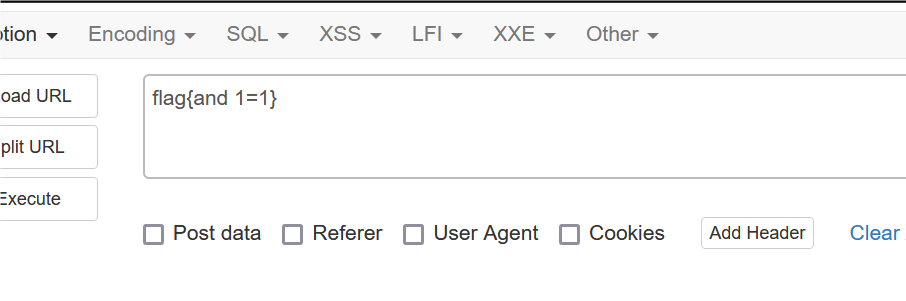 otion Encoding SQL XSS LFI XXE Other
oad URL
flag{and 1=1}
plit URL
Execute
Post data Referer User Agent Cookies Add Header Clear